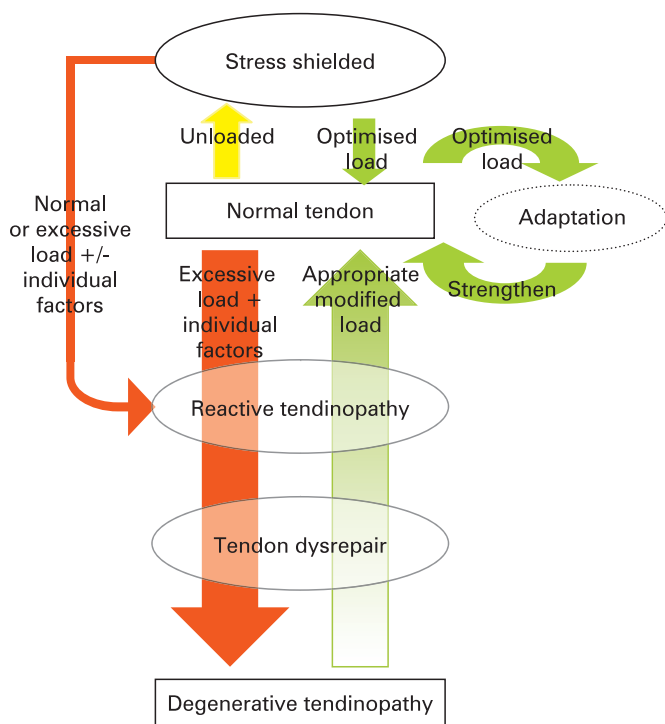 Stress shielded
Unloaded
Optimised
load
Optimised
load
Normal
or excessive
load +/-
individual
factors
Normal tendon
Adaptation
Excessive
load +
individual
factors
Appropriate
modified
load
Strengthen
Reactive tendinopathy
Tendon dysrepair
Degenerative tendinopathy